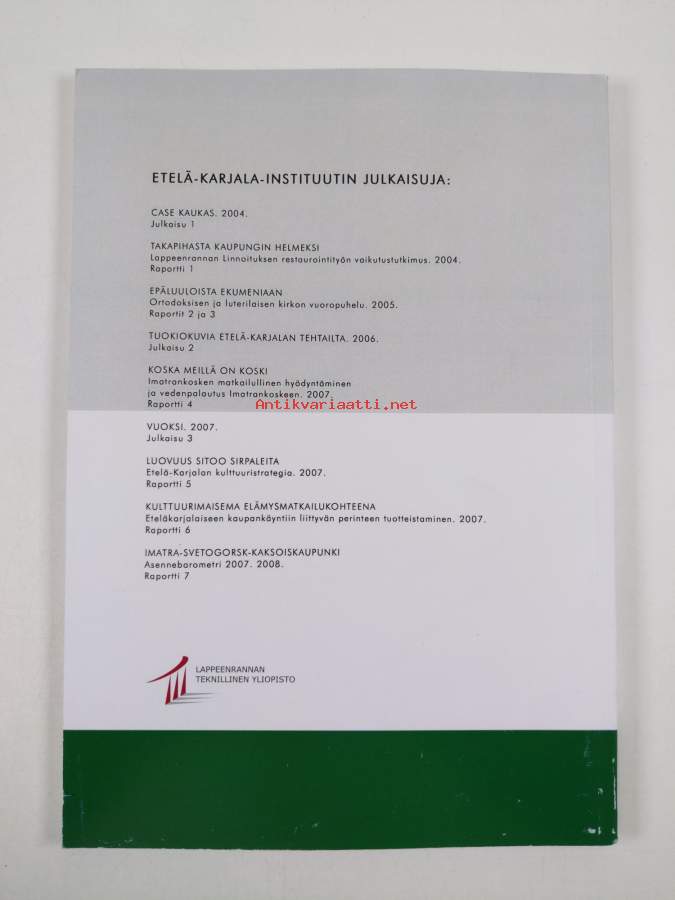 ETELÄ-KARJALA-INSTITUUTIN JULKAISUJA:
CASE KAUKAS. 2004.
Julkaisu 1
TAKAPIHASTA KAUPUNGIN HELMEKSI
Lappeenrannan Linnoituksen restaurointityön vaikutustutkimus. 2004.
Raportti 1
EPÄLUULOISTA EKUMENIAAN
Ortodoksisen ja luterilaisen kirkon vuoropuhelu. 2005.
Raportit 2 ja 3
TUOKIOKUVIA ETELÄ-KARJALAN TEHTAILTA. 2006.
Julkaisu 2
KOSKA MEILLÄ ON KOSKI
Imatrankosken matkailullinen hyödyntäminen
ja vedenpalautus Imatrankoskeen. 2007.
Raportti 4
Antikvariaatti.net
VUOKSI. 2007.
Julkaisu 3
LUOVUUS SITOO SIRPALEITA
Etelä-Karjalan kulttuuristrategia. 2007.
Raportti 5
KULTTUURIMAISEMA ELÄMYSMATKAILUKOHTEENA
Eteläkarjalaiseen kaupankäyntiin liittyvän perinteen tuotteistaminen. 2007.
Raportti 6
IMATRA-SVETOGORSK-KAKSOISKAUPUNKI
Asennebarometri 2007. 2008.
Raportti 7
LAPPEENRANNAN
TEKNILLINEN YLIOPISTO